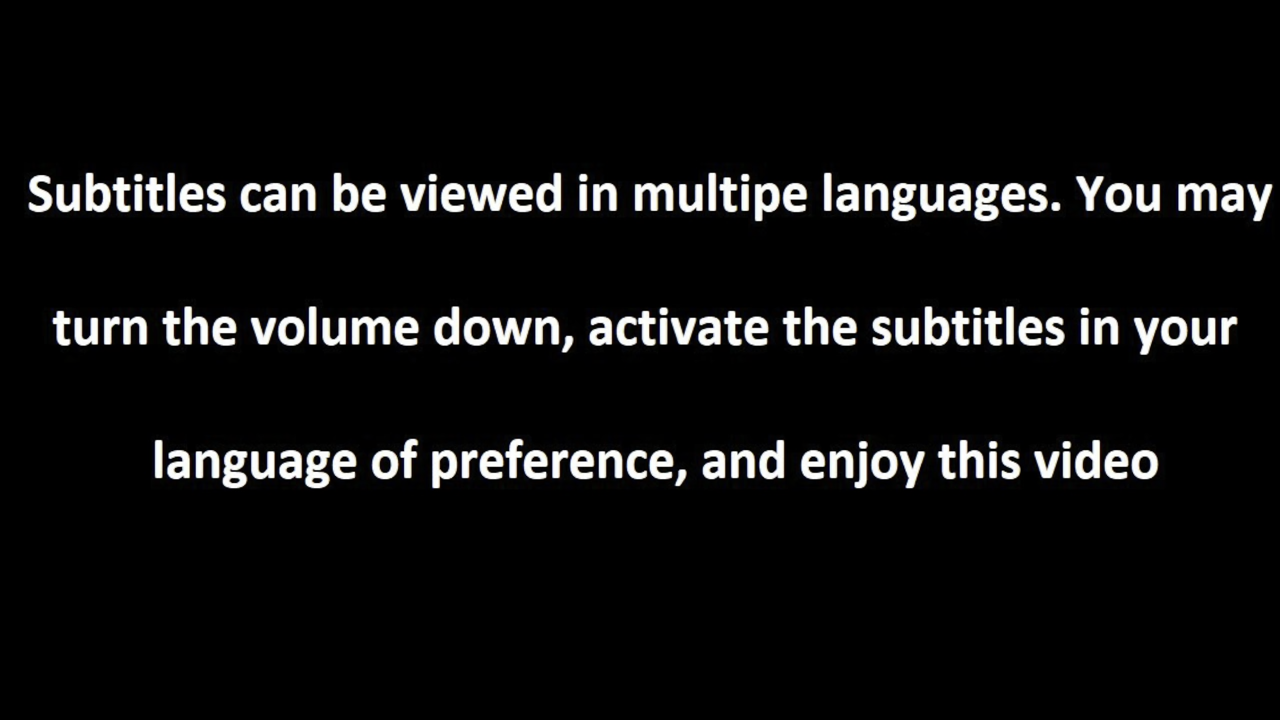 Subtitles can be viewed in multipe languages. You may
turn the volume down, activate the subtitles in your
language of preference, and enjoy this video